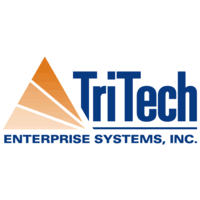 TriTech
ENTERPRISE SYSTEMS, INC.